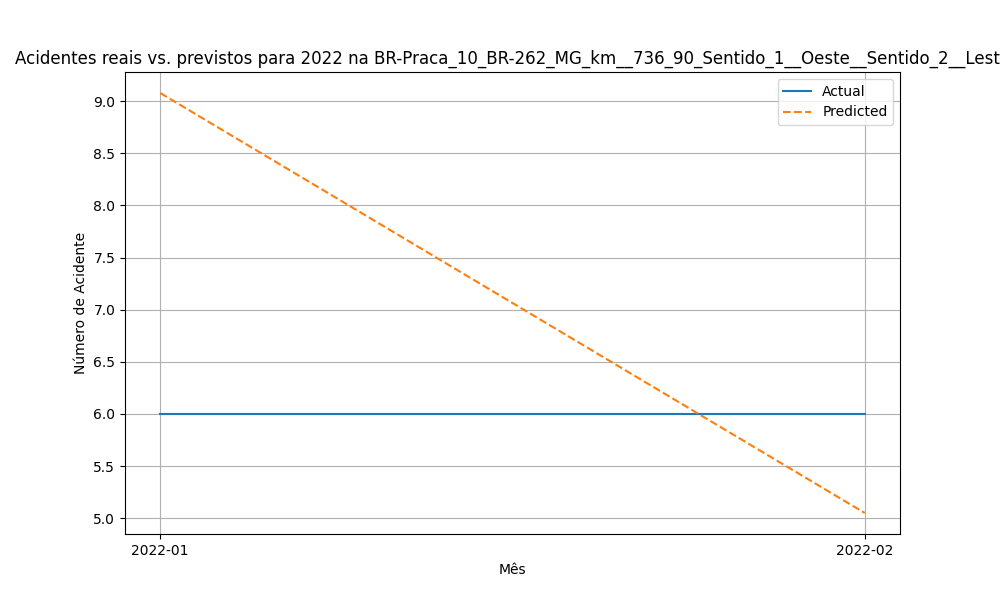 Acidentes reais vs. previstos para 2022 na BR-Praca_10_BR-262_MG_km__736_90_Sentido_1__Oeste__Sentido_2__Lest
Actual
Predicted
Número de Acidente
9.0
8.5
8.0
7.5
7.0
6.5
6.0
5.5
5.0
2022-01
2022-02
Mês